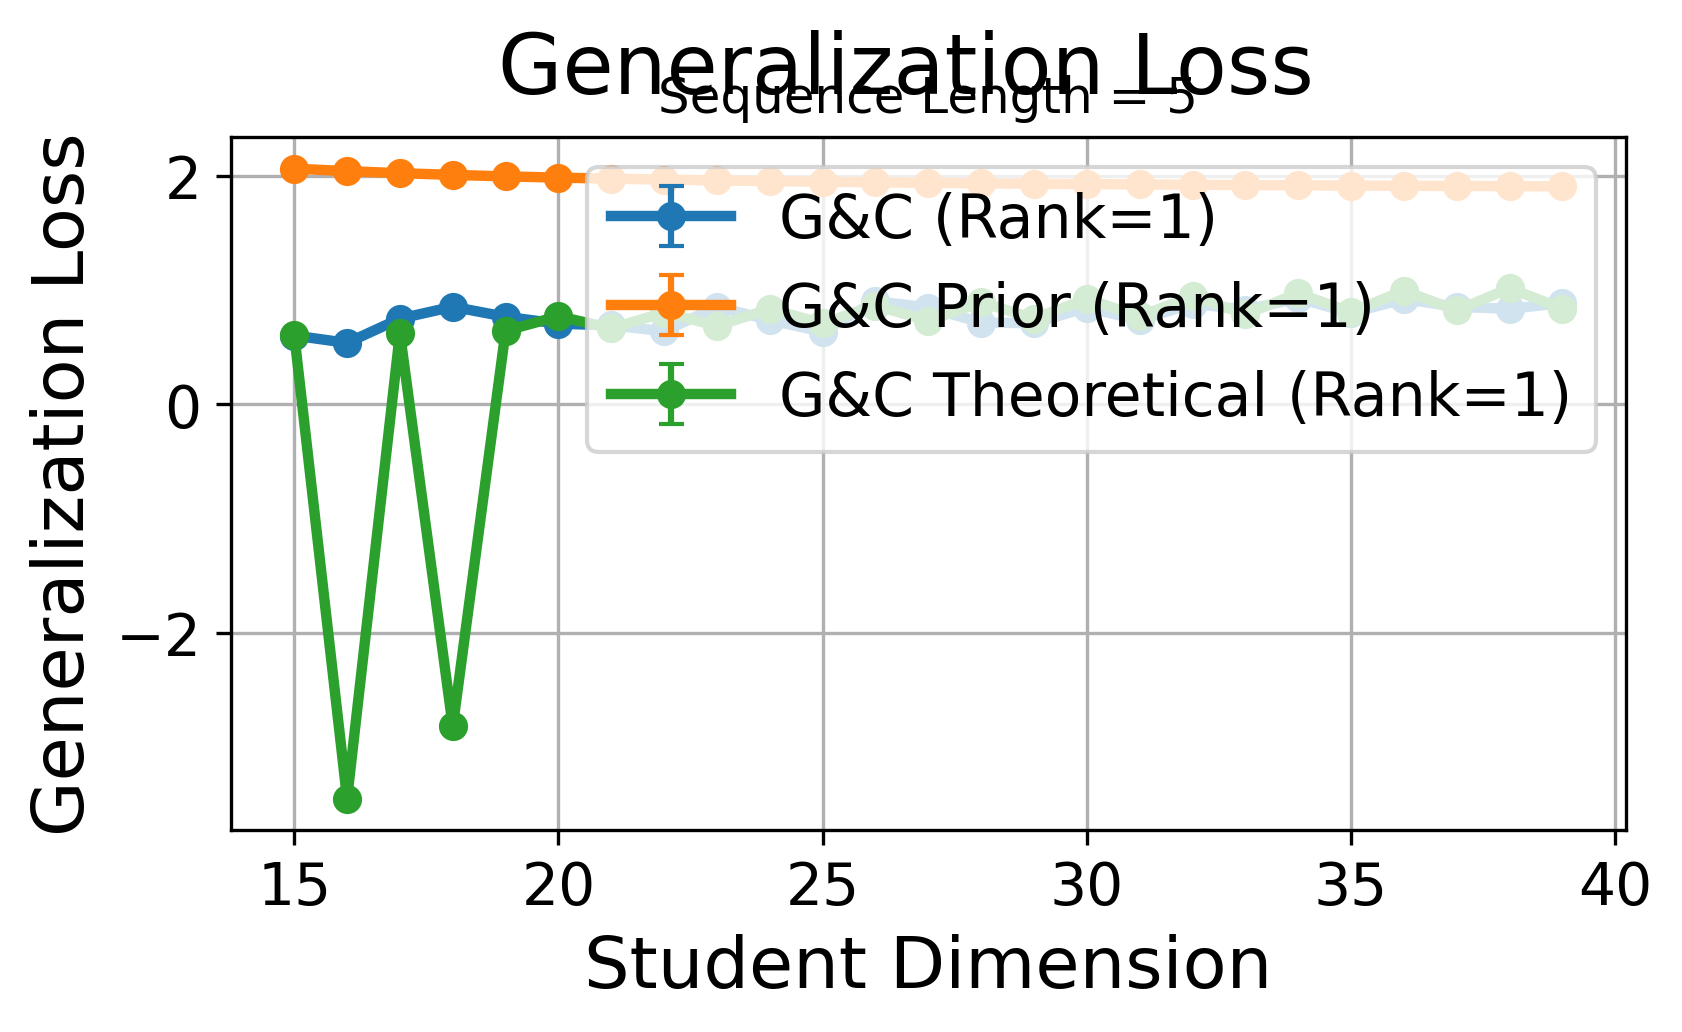 Generalization Loss
Sequence Length = 5
Generalization Loss
2
0
−2
G&C (Rank=1)
G&C Prior (Rank=1)
G&C Theoretical (Rank=1)
15 20 25 30 35 40
Student Dimension